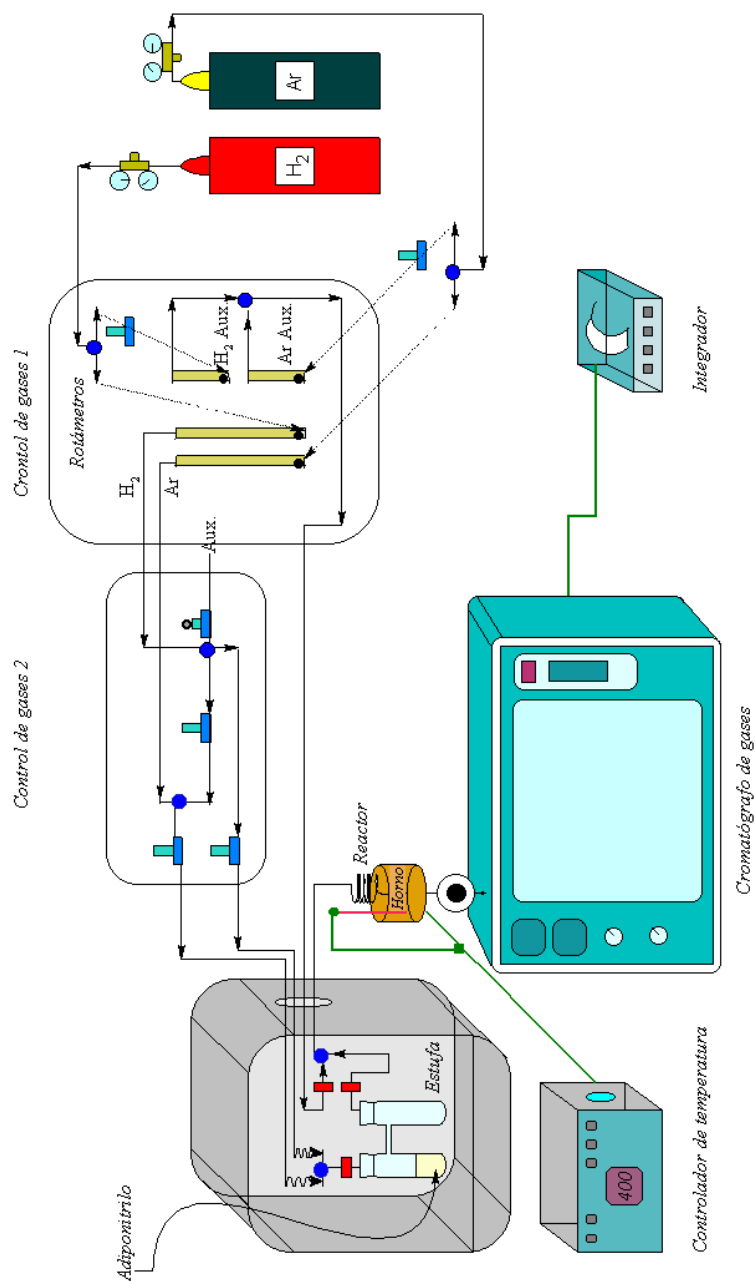 Adiponitrilo
Control de gases 2
Crontol de gases 1
H2
Ar
Aux.
Rotámetros
H2 Aux.
Ar Aux.
H2
Ar
Estufa
Reactor
Horno
Controlador de temperatura
400
Cromatógrafo de gases
Integrador